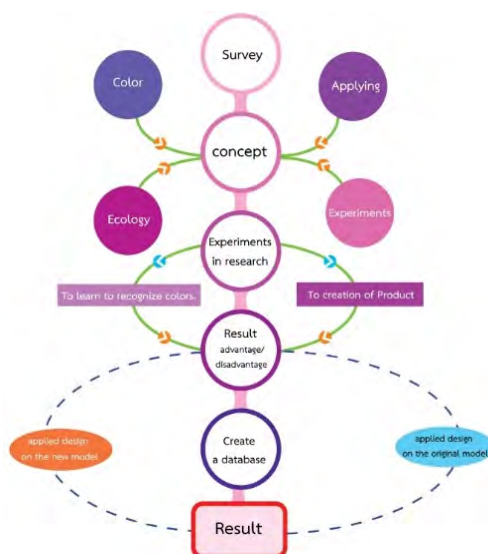 Survey
Color
Applying
concept
Ecology
Experiments
Experiments
in research
To learn to recognize colors.
To creation of Product
Result
advantage/
disadvantage
applied design
on the new model
Create
a database
applied design
on the original model
Result